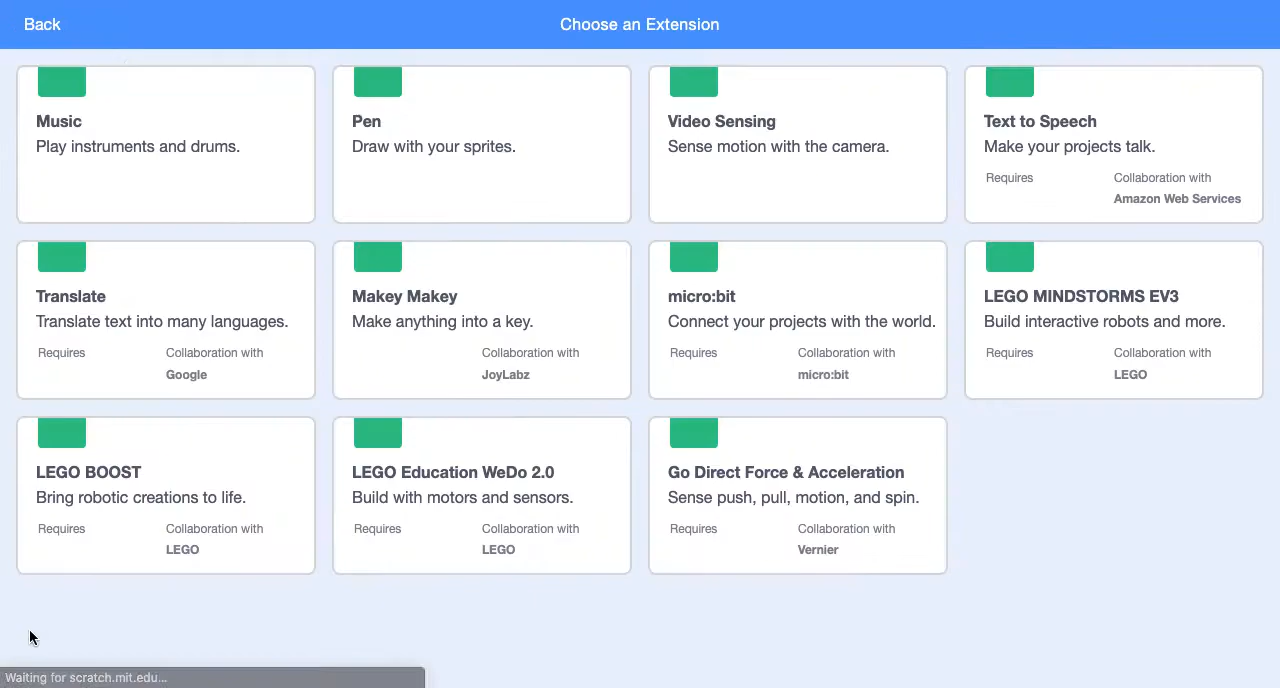 Back
Choose an Extension
Music
Play instruments and drums.
Pen
Draw with your sprites.
Video Sensing
Sense motion with the camera.
Text to Speech
Make your projects talk.
Requires
Collaboration with
Amazon Web Services
Translate
Translate text into many languages.
Requires
Collaboration with
Google
Makey Makey
Make anything into a key.
Collaboration with
JoyLabz
micro:bit
Connect your projects with the world.
Requires
Collaboration with
micro:bit
LEGO MINDSTORMS EV3
Build interactive robots and more.
Requires
Collaboration with
LEGO
LEGO BOOST
Bring robotic creations to life.
Requires
Collaboration with
LEGO
LEGO Education WeDo 2.0
Build with motors and sensors.
Requires
Collaboration with
LEGO
Go Direct Force & Acceleration
Sense push, pull, motion, and spin.
Requires
Collaboration with
Vernier
Waiting for scratch.mit.edu...